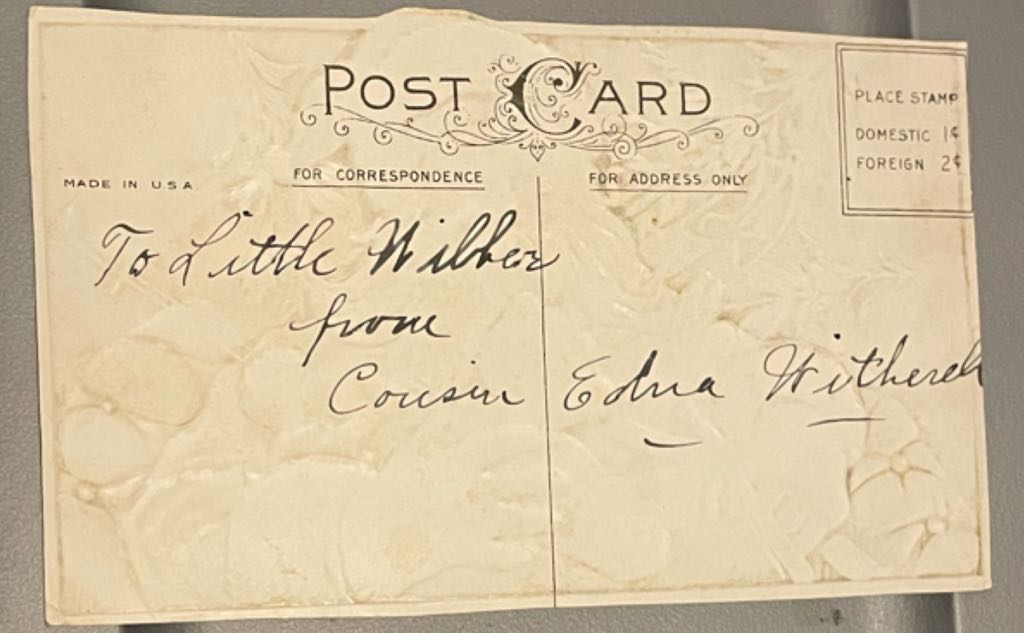 POST CARD
PLACE STAMP
DOMESTIC 1¢
FOREIGN 2¢
MADE IN U.S.A.
FOR CORRESPONDENCE
FOR ADDRESS ONLY
To Little Wilber
from
Cousin Edna